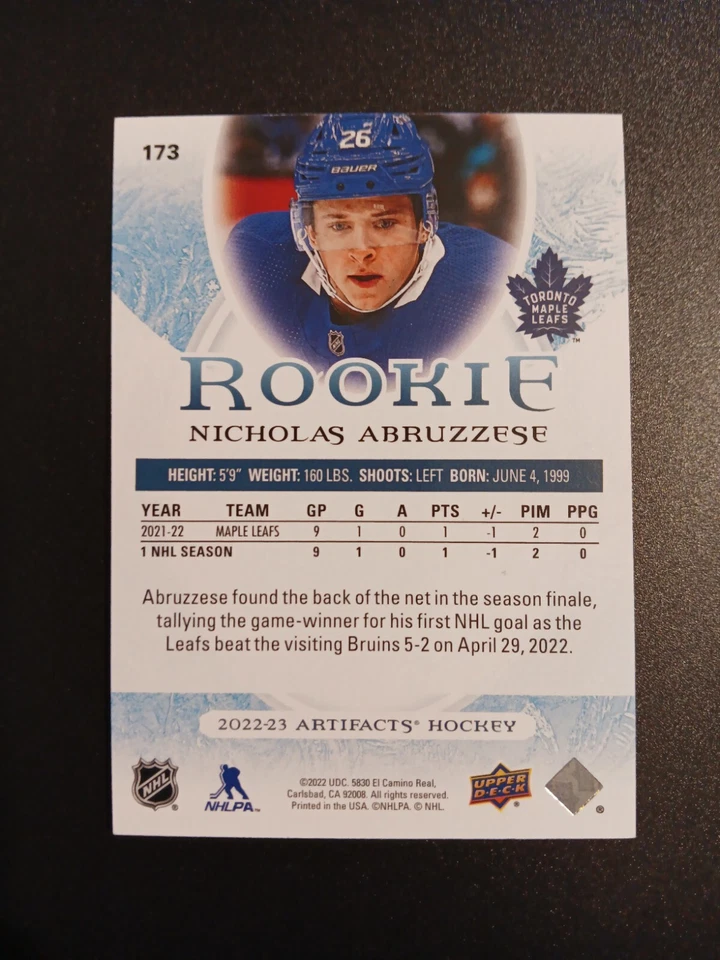 173
26
BAUER
TORONTO
MAPLE
LEAFS
™
ROOKIE
NICHOLAS ABRUZZESE
HEIGHT: 5'9" WEIGHT: 160 LBS. SHOOTS: LEFT BORN: JUNE 4, 1999
YEAR TEAM GP G A PTS +/- PIM PPG
2021-22 MAPLE LEAFS 9 1 0 1 -1 2 0
1 NHL SEASON 9 1 0 1 -1 2 0
Abruzzese found the back of the net in the season finale,
tallying the game-winner for his first NHL goal as the
Leafs beat the visiting Bruins 5-2 on April 29, 2022.
2022-23 ARTIFACTS® HOCKEY
NHL ®
NHLPA™
©2022 UDC. 5830 El Camino Real,
Carlsbad, CA 92008. All rights reserved.
Printed in the USA. ©NHLPA. © NHL.
UPPER
D·E·C·K ®
®